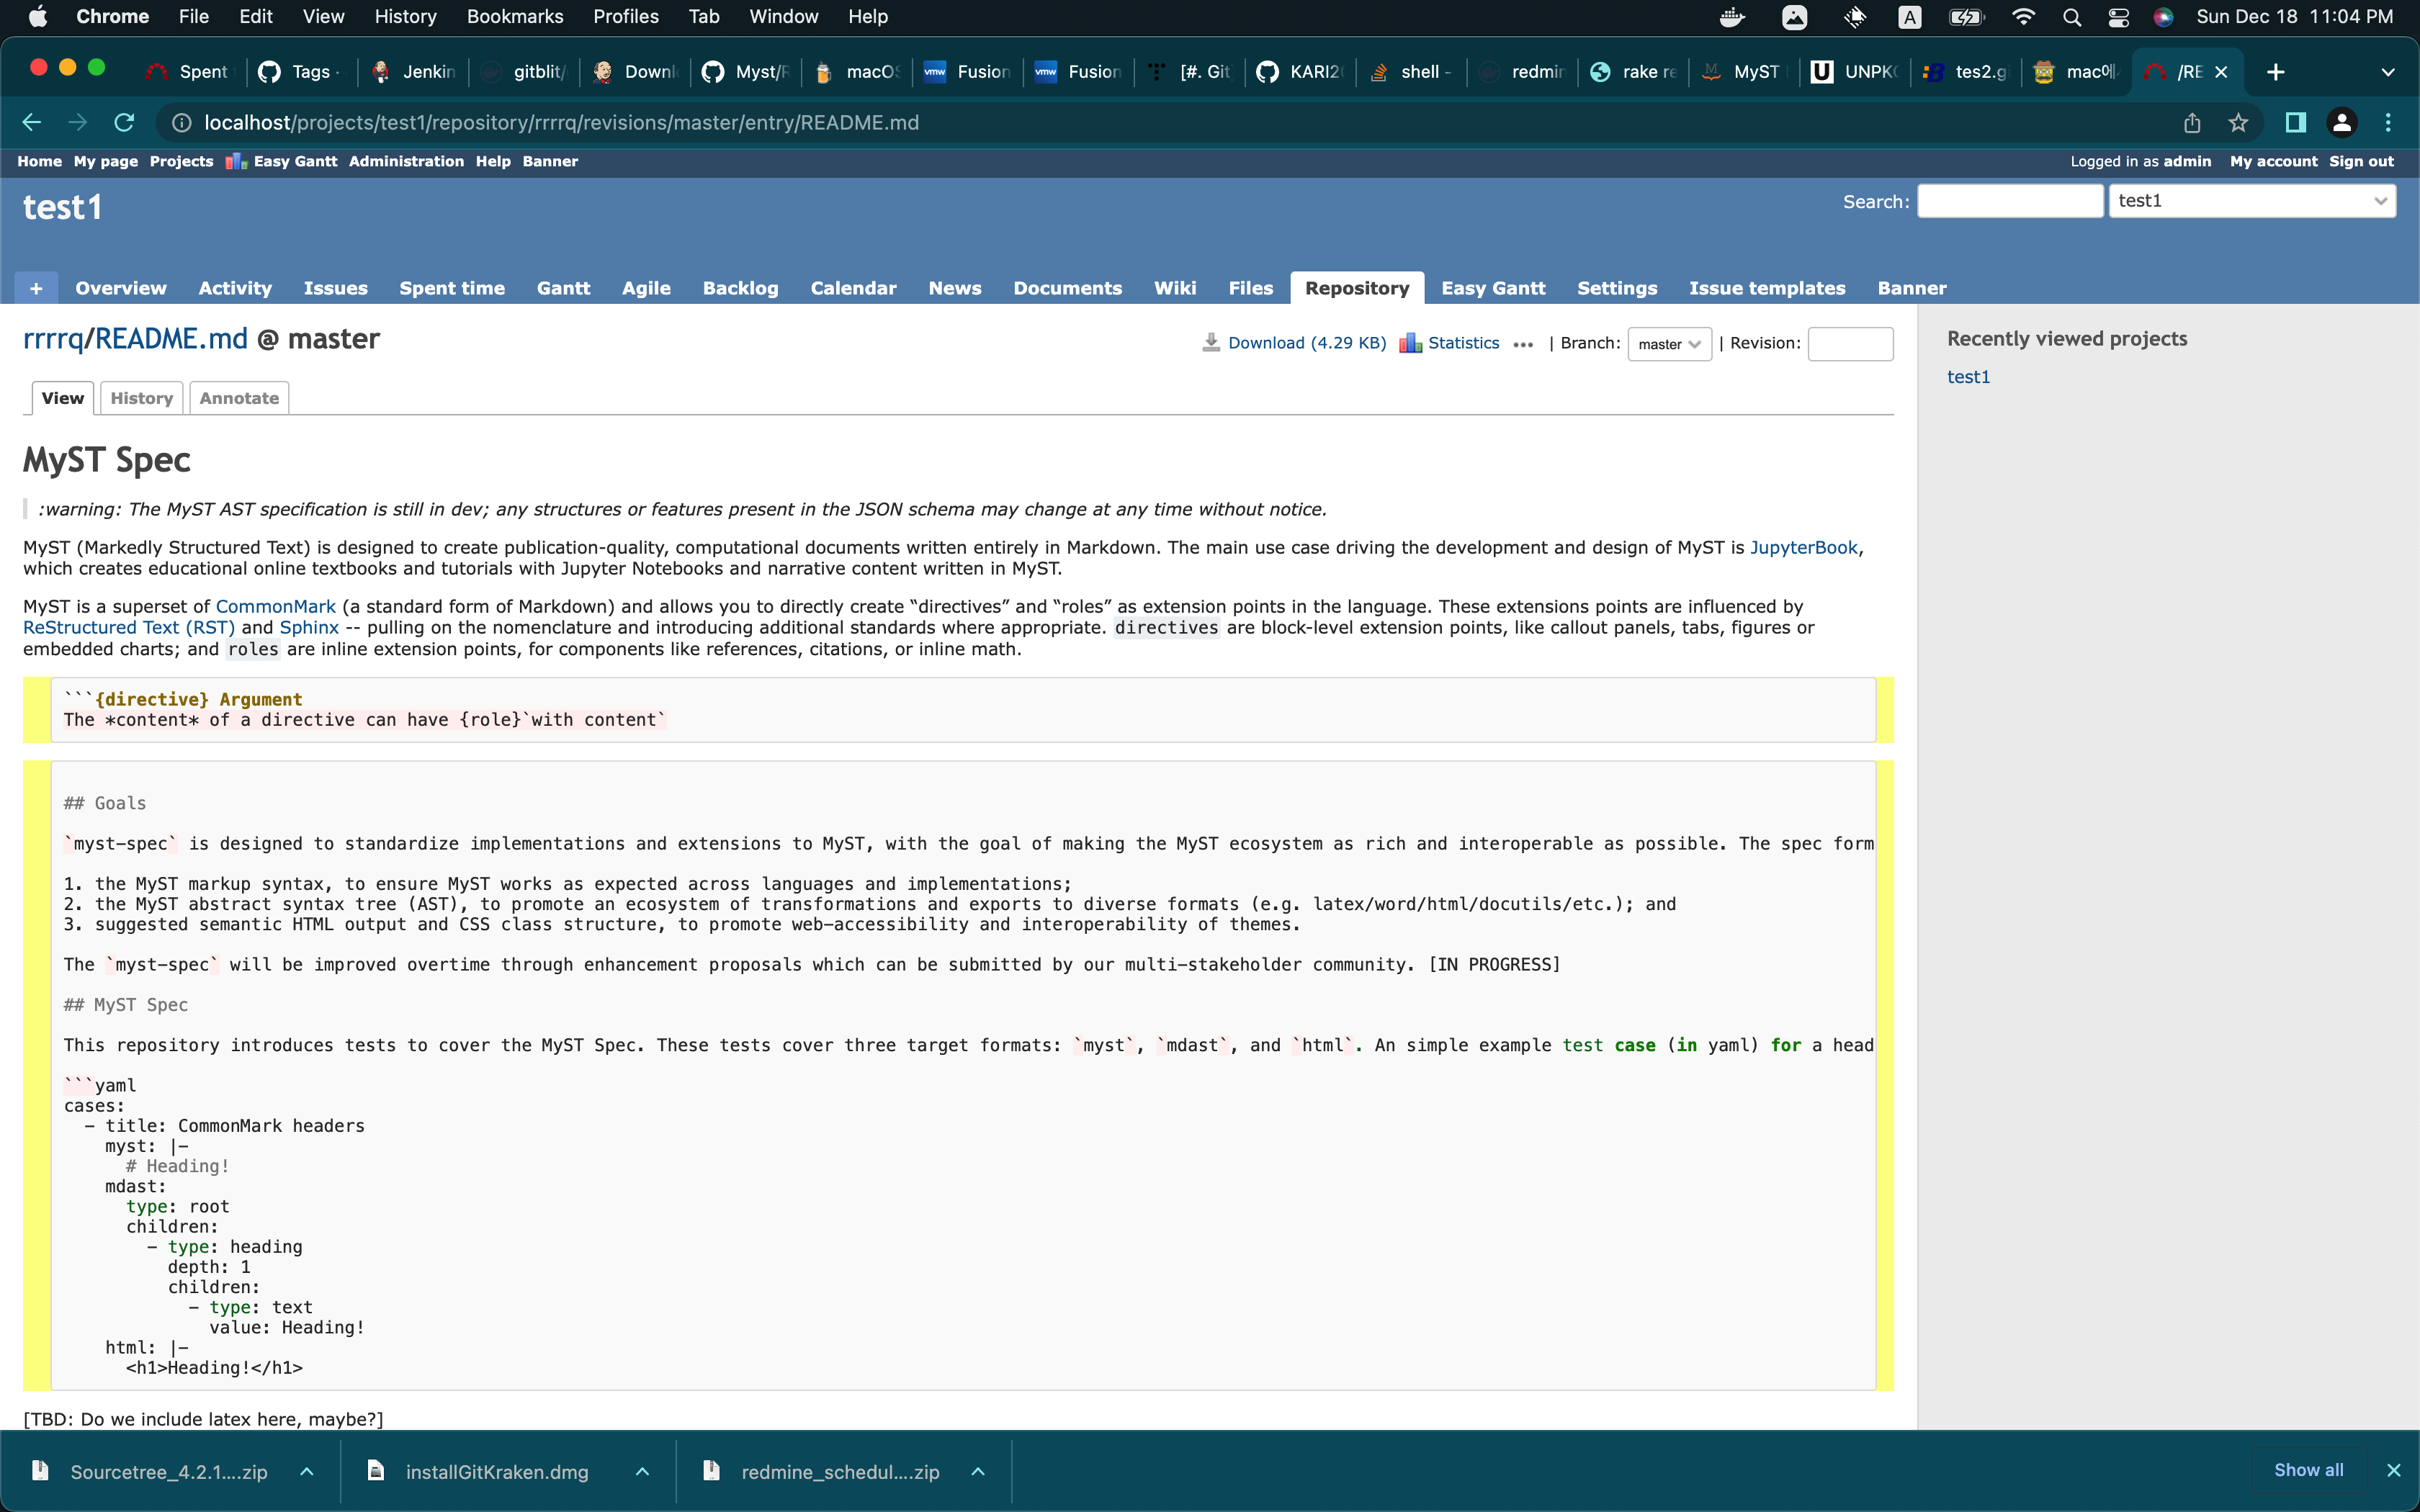 Chrome File Edit View History Bookmarks Profiles Tab Window Help A Sun Dec 18 11:04 PM
Spent Tags Jenkin gitblit/ Downl Myst/R macOS vmw Fusion vmw Fusion [#. Git KARI20 shell - redmin rake re MyST U UNPKG tes2.gi mac에 /RE
localhost/projects/test1/repository/rrrrq/revisions/master/entry/README.md
Home My page Projects Easy Gantt Administration Help Banner Logged in as admin My account Sign out
test1 Search: test1
+ Overview Activity Issues Spent time Gantt Agile Backlog Calendar News Documents Wiki Files Repository Easy Gantt Settings Issue templates Banner
rrrrq/README.md @ master Download (4.29 KB) Statistics ••• | Branch: master | Revision:
Recently viewed projects
test1
View History Annotate
MyST Spec
:warning: The MyST AST specification is still in dev; any structures or features present in the JSON schema may change at any time without notice.
MyST (Markedly Structured Text) is designed to create publication-quality, computational documents written entirely in Markdown. The main use case driving the development and design of MyST is JupyterBook,
which creates educational online textbooks and tutorials with Jupyter Notebooks and narrative content written in MyST.
MyST is a superset of CommonMark (a standard form of Markdown) and allows you to directly create “directives” and “roles” as extension points in the language. These extensions points are influenced by
ReStructured Text (RST) and Sphinx -- pulling on the nomenclature and introducing additional standards where appropriate. directives are block-level extension points, like callout panels, tabs, figures or
embedded charts; and roles are inline extension points, for components like references, citations, or inline math.
```{directive} Argument
The *content* of a directive can have {role}`with content`
## Goals
`myst-spec` is designed to standardize implementations and extensions to MyST, with the goal of making the MyST ecosystem as rich and interoperable as possible. The spec form
1. the MyST markup syntax, to ensure MyST works as expected across languages and implementations;
2. the MyST abstract syntax tree (AST), to promote an ecosystem of transformations and exports to diverse formats (e.g. latex/word/html/docutils/etc.); and
3. suggested semantic HTML output and CSS class structure, to promote web-accessibility and interoperability of themes.
The `myst-spec` will be improved overtime through enhancement proposals which can be submitted by our multi-stakeholder community. [IN PROGRESS]
## MyST Spec
This repository introduces tests to cover the MyST Spec. These tests cover three target formats: `myst`, `mdast`, and `html`. An simple example test case (in yaml) for a head
```yaml
cases:
  - title: CommonMark headers
    myst: |-
      # Heading!
    mdast:
      type: root
      children:
        - type: heading
          depth: 1
          children:
            - type: text
              value: Heading!
    html: |-
      <h1>Heading!</h1>
[TBD: Do we include latex here, maybe?]
Sourcetree_4.2.1....zip installGitKraken.dmg redmine_schedul....zip Show all